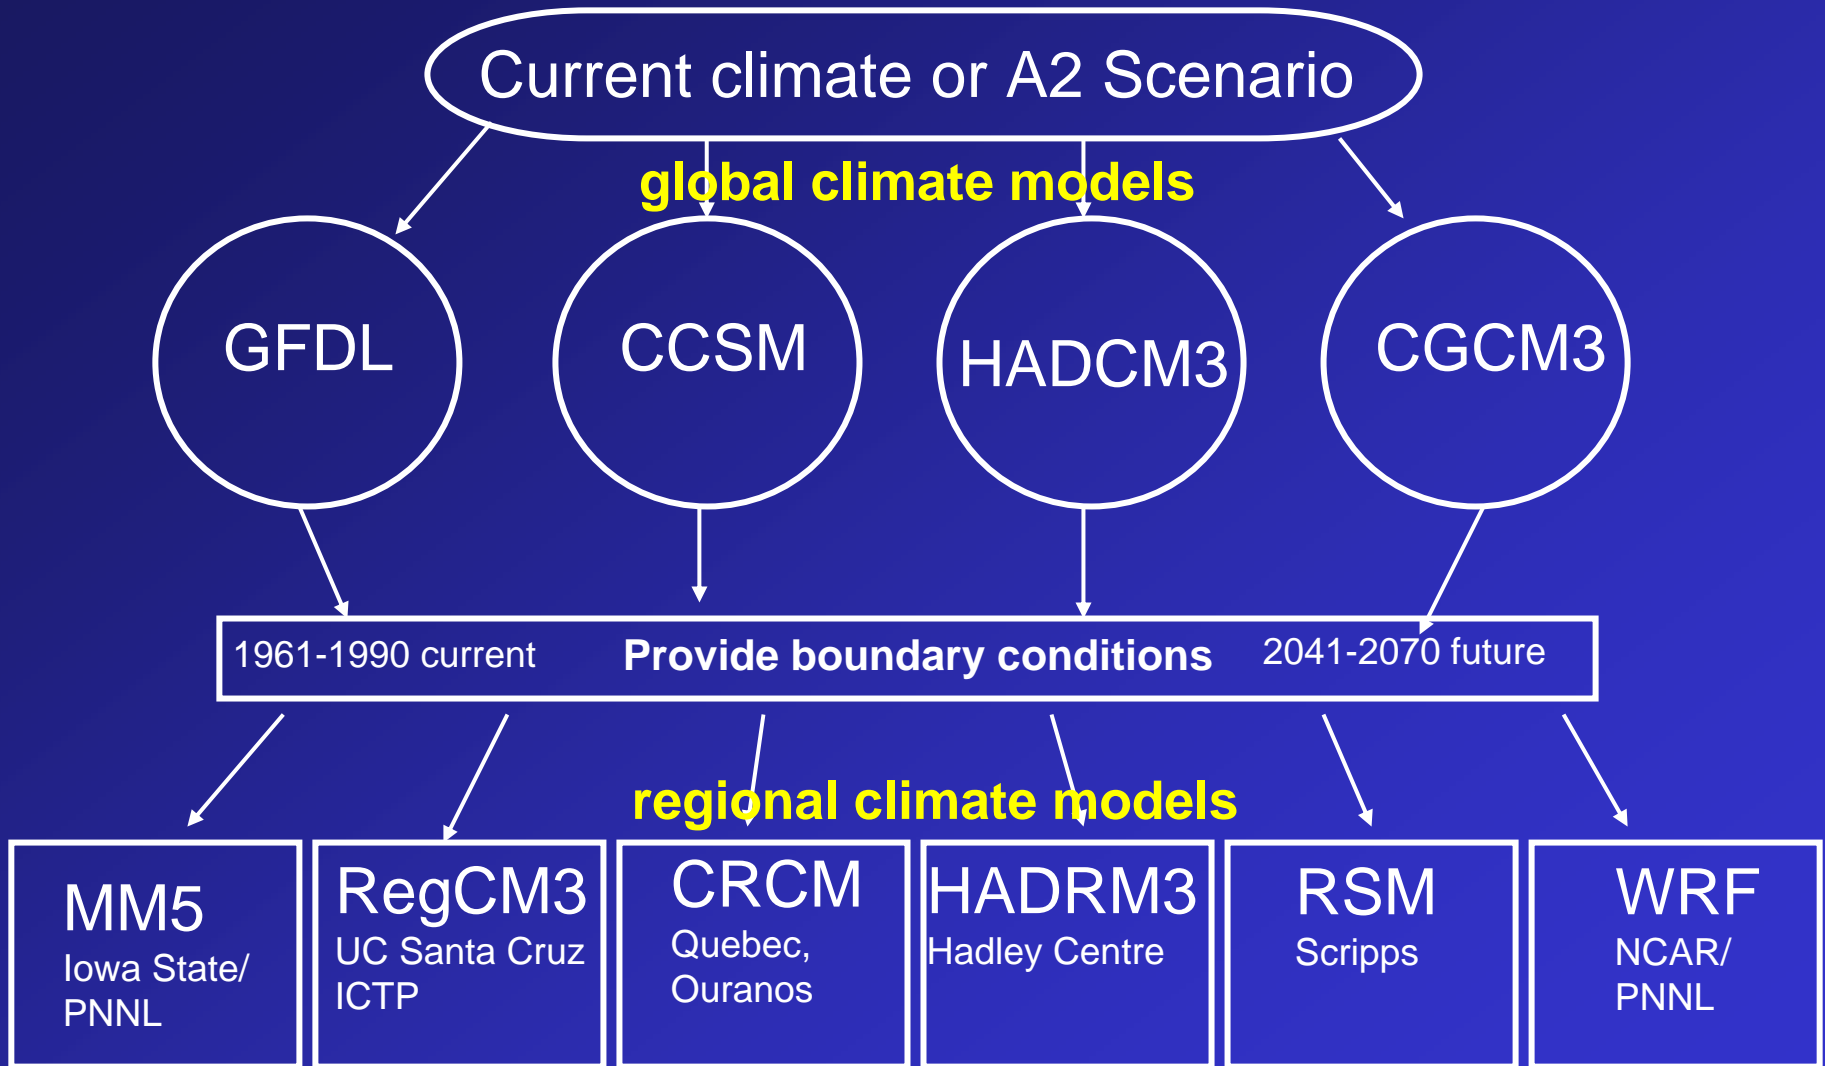 Current climate or A2 Scenario
global climate models
GFDL
CCSM
HADCM3
CGCM3
1961-1990 current
Provide boundary conditions
2041-2070 future
regional climate models
MM5
Iowa State/
PNNL
RegCM3
UC Santa Cruz
ICTP
CRCM
Quebec,
Ouranos
HADRM3
Hadley Centre
RSM
Scripps
WRF
NCAR/
PNNL